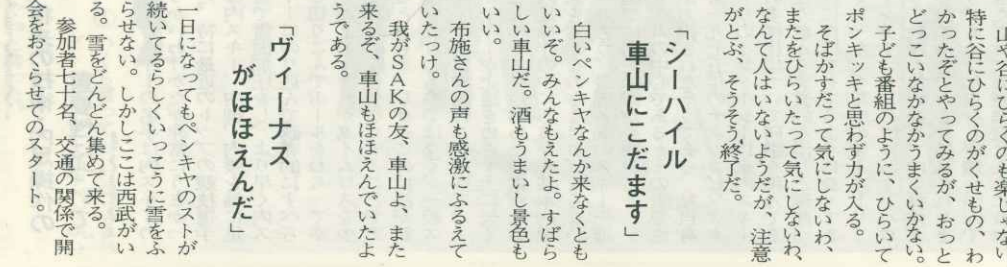 山や谷にひらくのも楽じゃない
特に谷にひらくのがくせもの、わ
かったぞとやってみるが、おっと
どっこいなかなかうまくいかない。
子ども番組のように、ひらいて
ポンキッキと思わず力が入る。
そばかすだって気にしないわ、
またをひらいたって気にしないわ、
なんて人はいないようだが、注意
がとぶ、そうそう、終了だ。
「シーハイル
車山にこだます」
白いペンキヤなんか来なくとも
いいぞ。みんなもえたよ。すばら
しい車山だ。酒もうまいし景色も
いい。
布施さんの声も感激にふるえて
いたっけ。
我がSAKの友、車山よ、また
来るぞ、車山もほほえんでいたよ
うである。
「ヴィーナス
がほほえんだ」
一日になってもペンキヤのストが
続いてるらしくいっこうに雪をふ
らせない。しかしここは西武がい
る。雪をどんどん集めて来る。
参加者七十名、交通の関係で開
会をおくらせてのスタート。